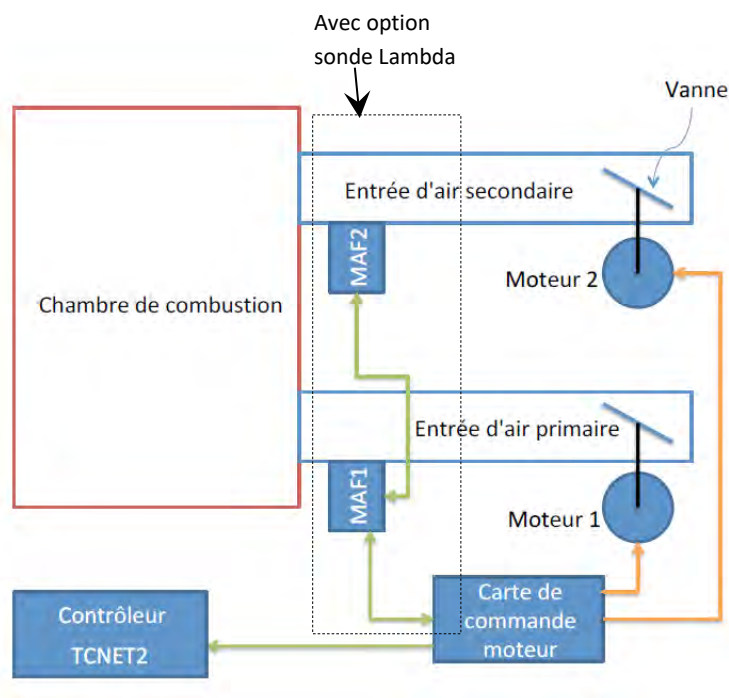 Avec option
sonde Lambda
Vanne
Entrée d'air secondaire
MAF2
Moteur 2
Chambre de combustion
Entrée d'air primaire
MAF1
Moteur 1
Carte de
commande
moteur
Contrôleur
TCNET2